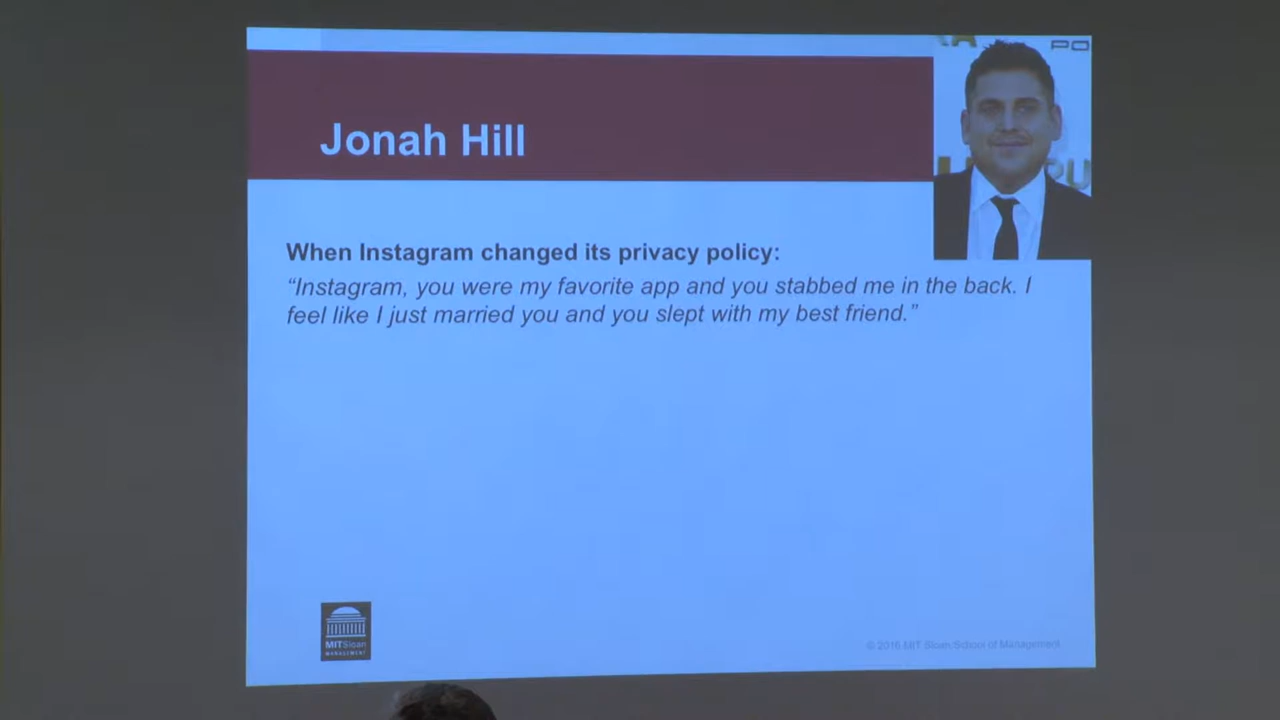 Jonah Hill
When Instagram changed its privacy policy:
“Instagram, you were my favorite app and you stabbed me in the back. I
feel like I just married you and you slept with my best friend.”
MITSloan
MANAGEMENT
© 2016 MIT Sloan School of Management
PO